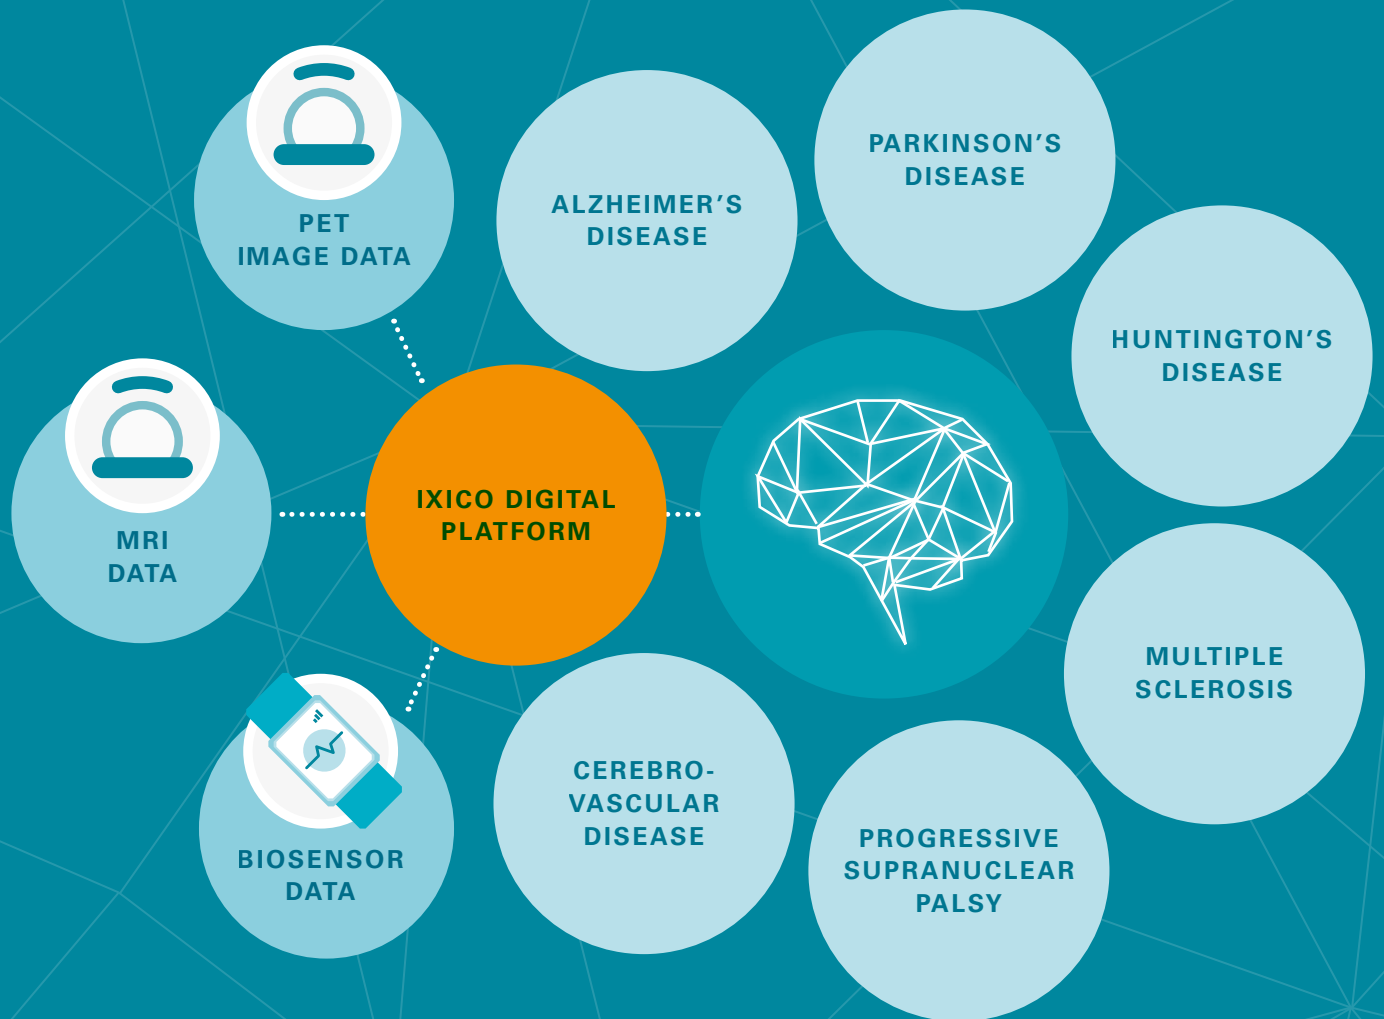 PET
IMAGE DATA
ALZHEIMER’S
DISEASE
PARKINSON’S
DISEASE
HUNTINGTON’S
DISEASE
MRI
DATA
IXICO DIGITAL
PLATFORM
MULTIPLE
SCLEROSIS
BIOSENSOR
DATA
CEREBRO-
VASCULAR
DISEASE
PROGRESSIVE
SUPRANUCLEAR
PALSY